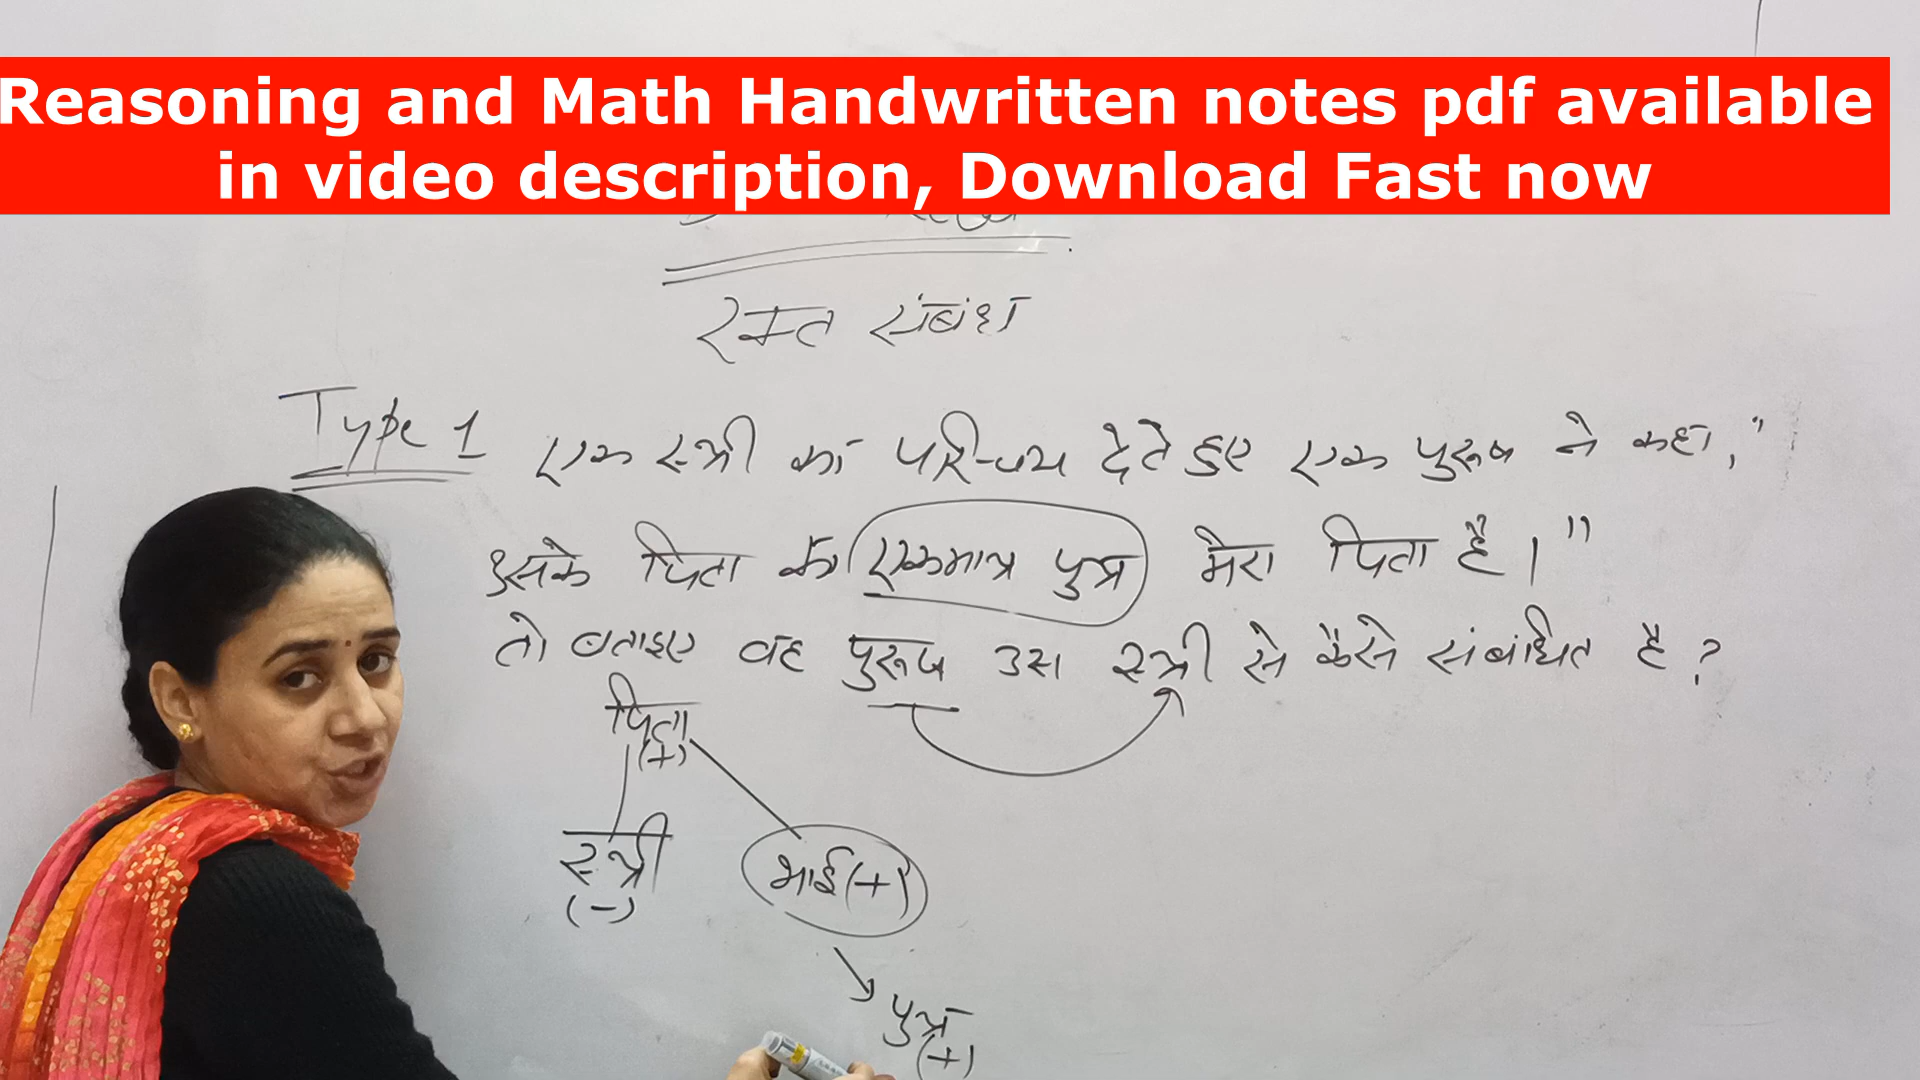 Reasoning and Math Handwritten notes pdf available
in video description, Download Fast now
रक्त संबंध
Type 1 एक स्त्री का परिचय देते हुए एक पुरूष ने कहा, "
उसके पिता का एकमात्र पुत्र मेरा पिता है। "
तो बताइए वह पुरूष उस स्त्री से कैसे संबंधित है ?
पिता
(+)
स्त्री भाई (+)
(-)
पुत्र
(+)